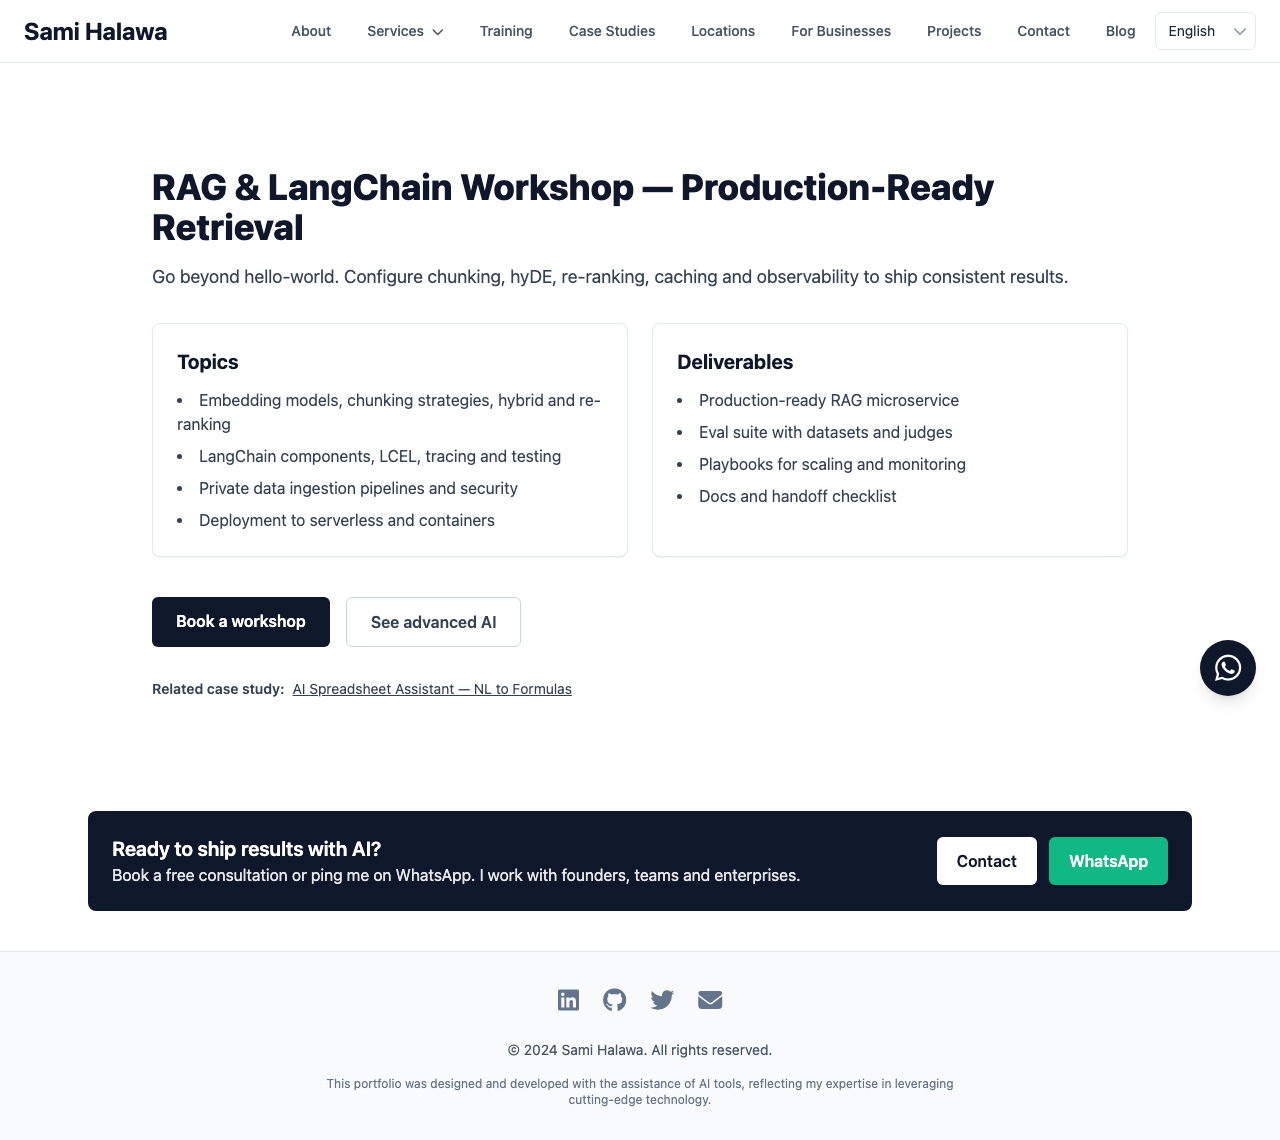 Sami Halawa
About
Services
Training
Case Studies
Locations
For Businesses
Projects
Contact
Blog
English
RAG & LangChain Workshop — Production-Ready
Retrieval
Go beyond hello-world. Configure chunking, hyDE, re-ranking, caching and observability to ship consistent results.
Topics
• Embedding models, chunking strategies, hybrid and re-
ranking
• LangChain components, LCEL, tracing and testing
• Private data ingestion pipelines and security
• Deployment to serverless and containers
Deliverables
• Production-ready RAG microservice
• Eval suite with datasets and judges
• Playbooks for scaling and monitoring
• Docs and handoff checklist
Book a workshop
See advanced AI
Related case study: AI Spreadsheet Assistant — NL to Formulas
Ready to ship results with AI?
Book a free consultation or ping me on WhatsApp. I work with founders, teams and enterprises.
Contact
WhatsApp
© 2024 Sami Halawa. All rights reserved.
This portfolio was designed and developed with the assistance of AI tools, reflecting my expertise in leveraging
cutting-edge technology.